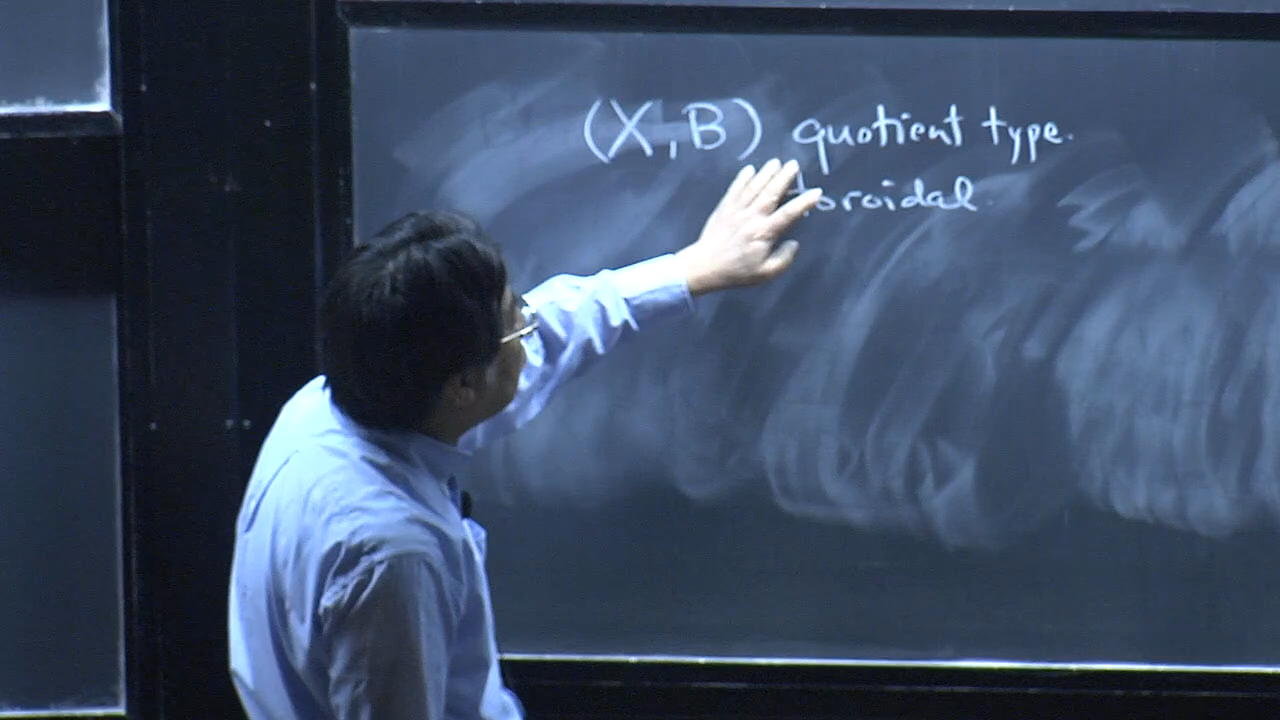 (X, B) quotient type.
toroidal.